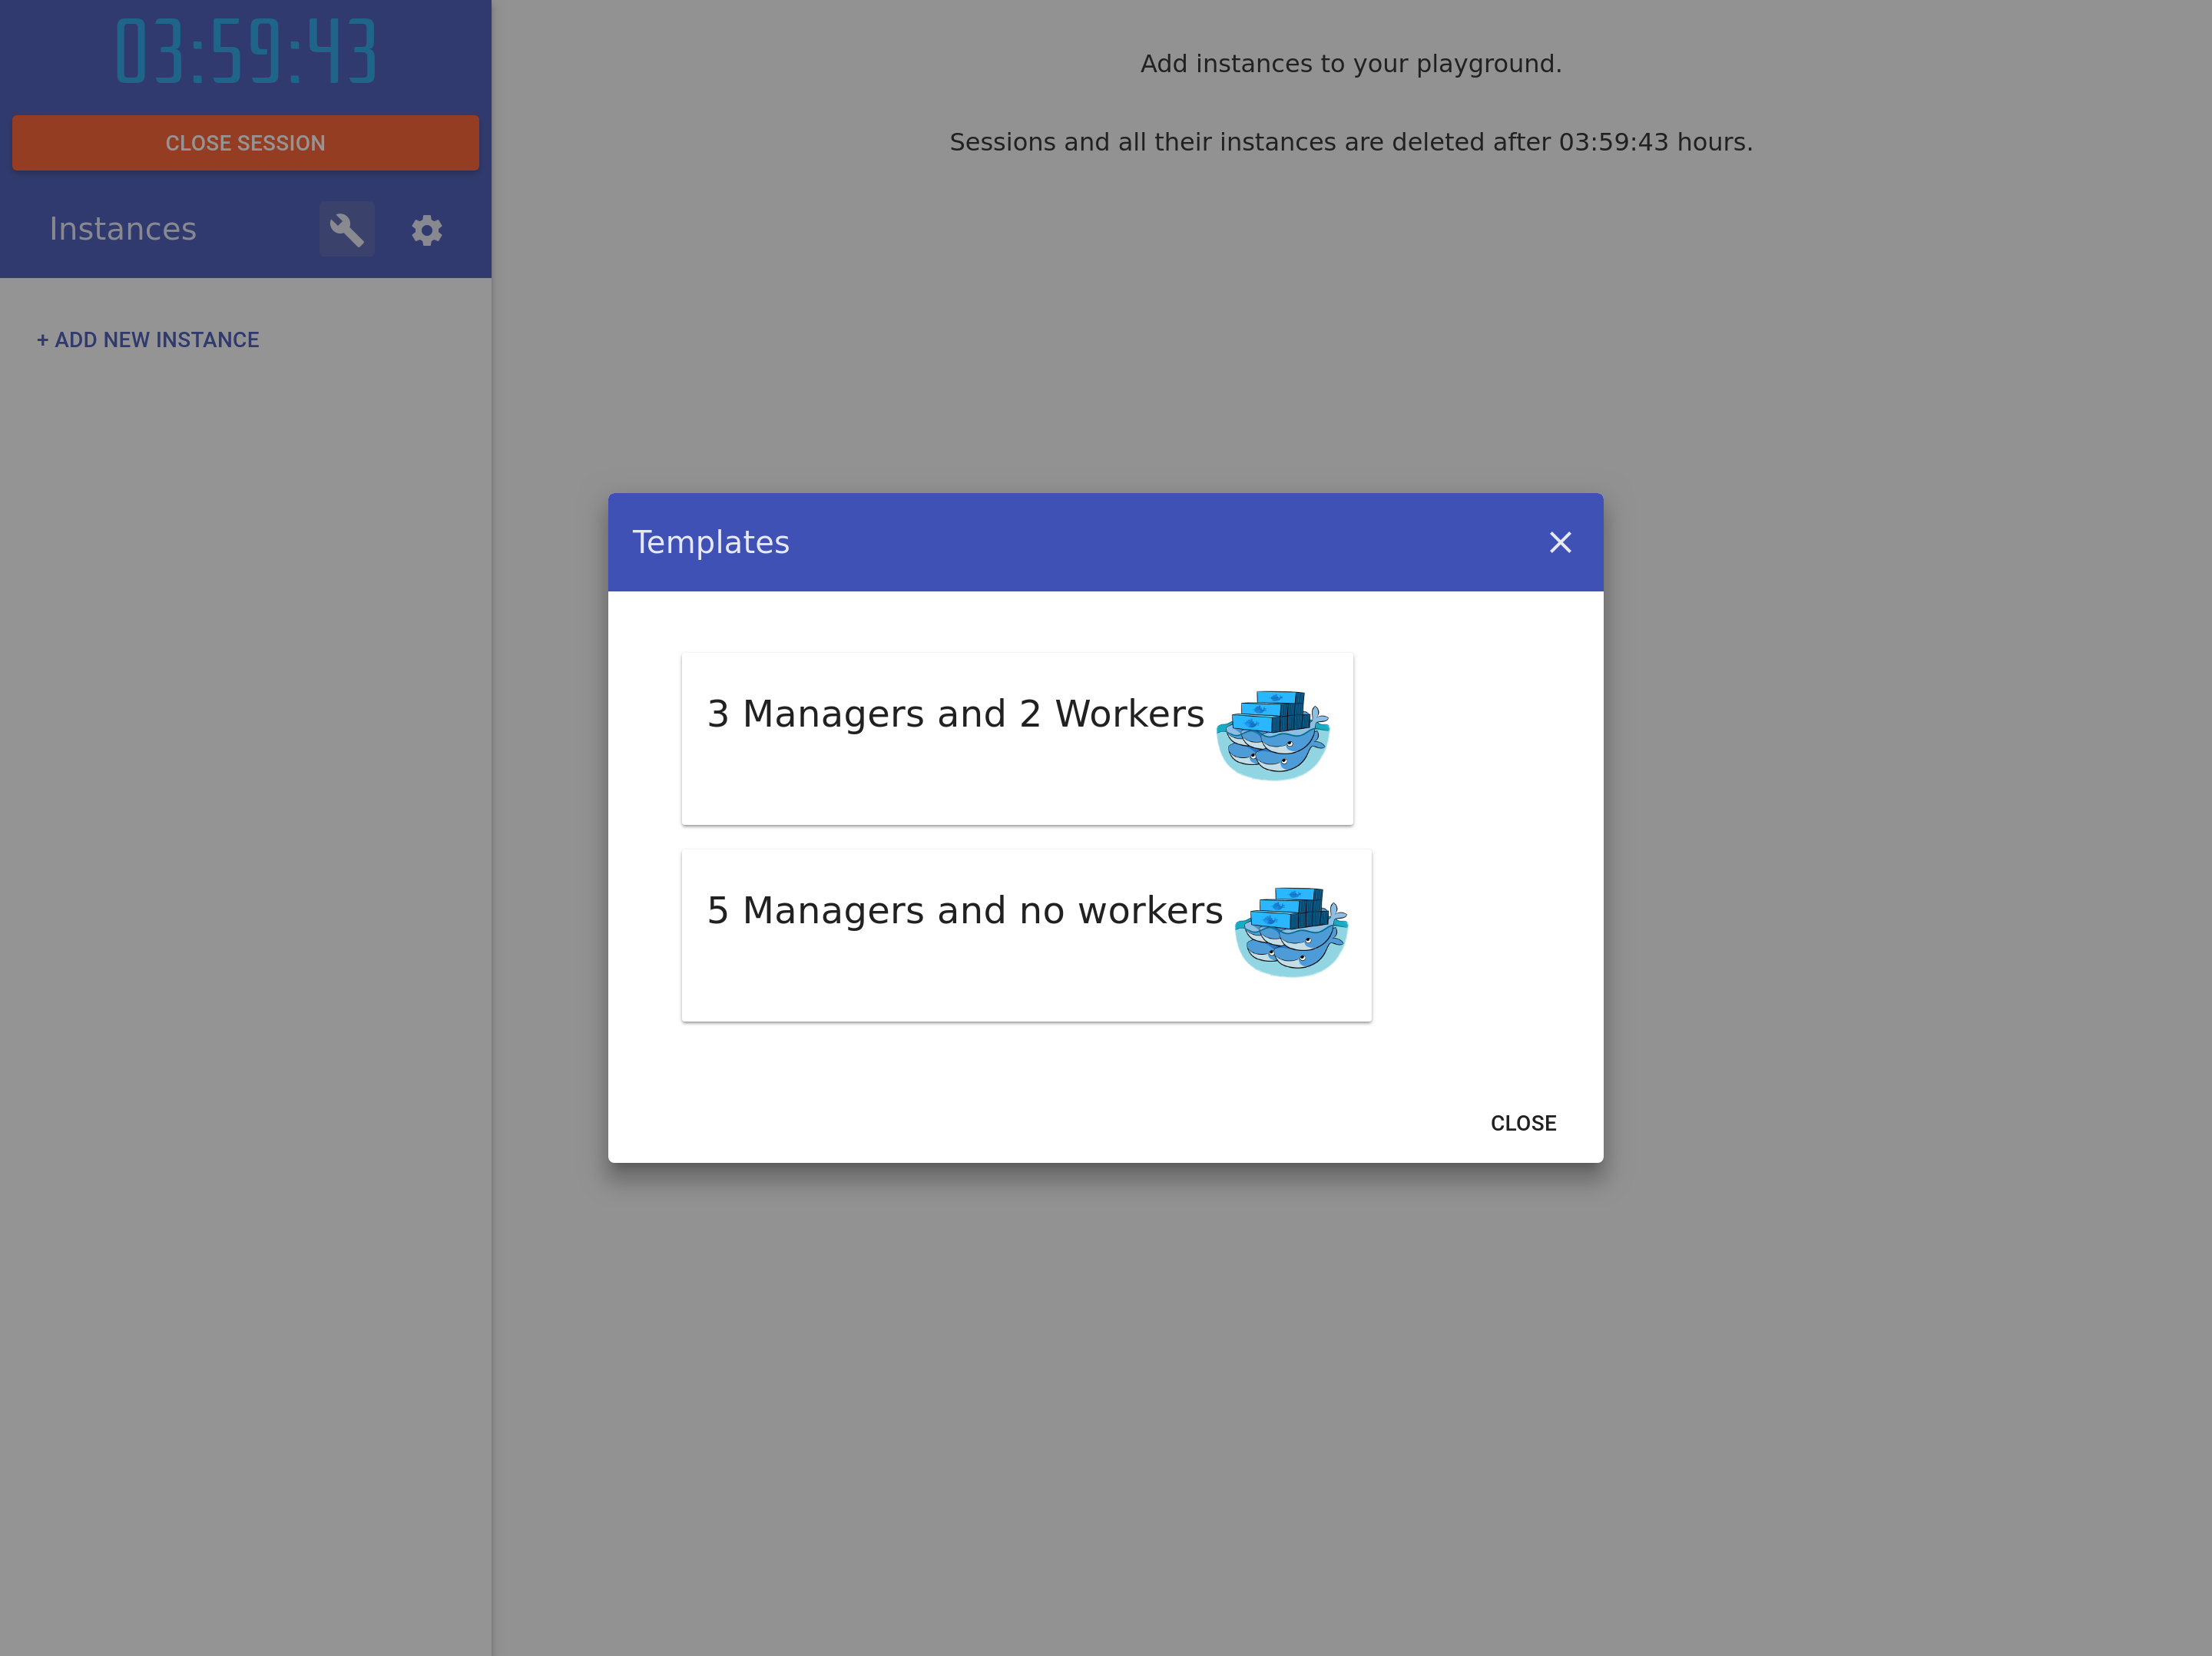 03:59:43
CLOSE SESSION
Instances
+ ADD NEW INSTANCE
Add instances to your playground.
Sessions and all their instances are deleted after 03:59:43 hours.
Templates
3 Managers and 2 Workers
5 Managers and no workers
CLOSE